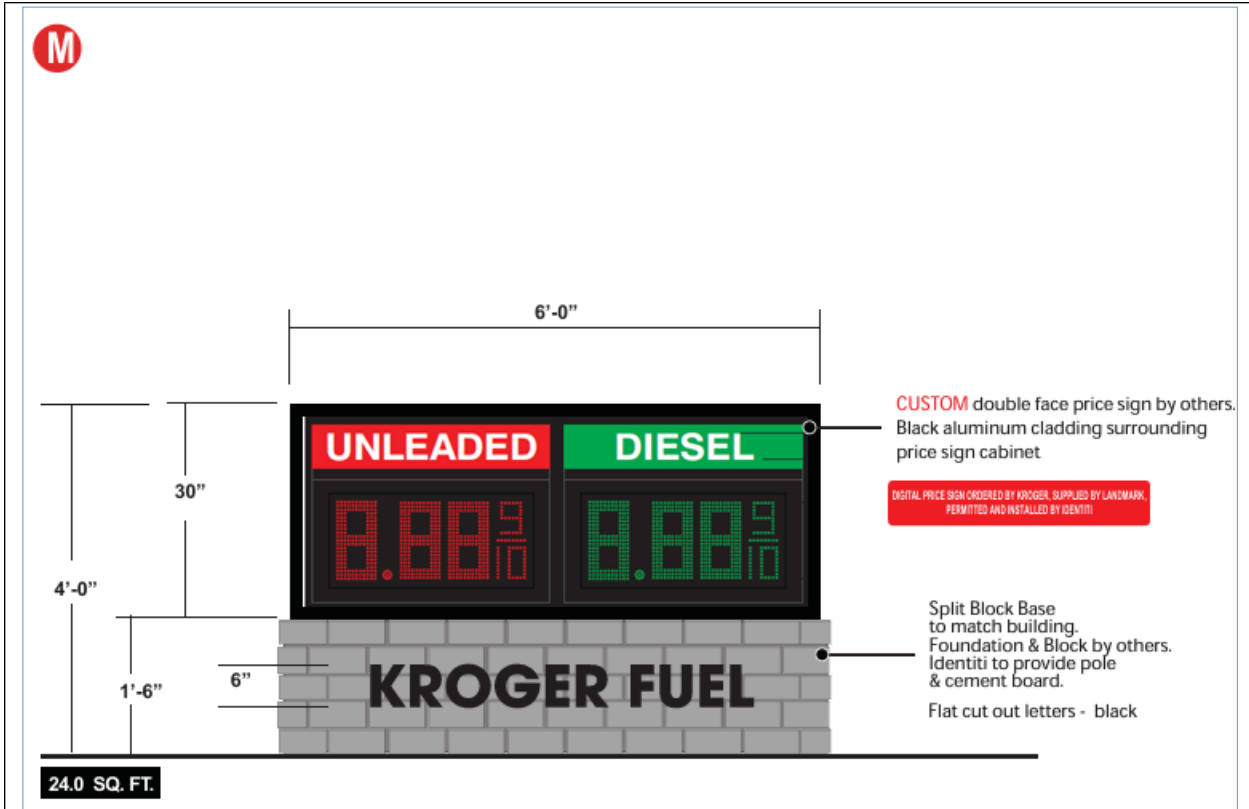 M
6’-0”
CUSTOM double face price sign by others.
Black aluminum cladding surrounding
price sign cabinet
UNLEADED
DIESEL
30”
DIGITAL PRICE SIGN ORDERED BY KROGER, SUPPLIED BY LANDMARK,
PERMITTED AND INSTALLED BY IDENTITI
8.88 9/10
8.88 9/10
4’-0”
Split Block Base
to match building.
Foundation & Block by others.
Identiti to provide pole
& cement board.
Flat cut out letters - black
1’-6”
6”
KROGER FUEL
24.0 SQ. FT.